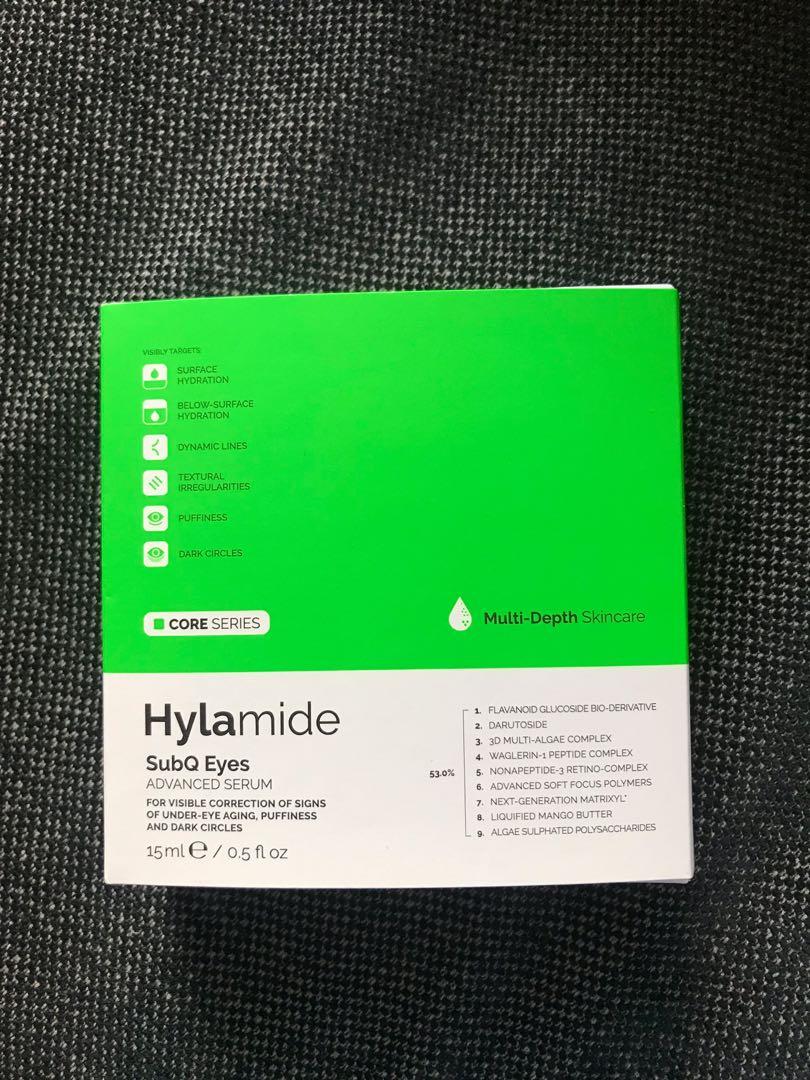 VISIBLY TARGETS:
SURFACE
HYDRATION
BELOW-SURFACE
HYDRATION
DYNAMIC LINES
TEXTURAL
IRREGULARITIES
PUFFINESS
DARK CIRCLES
CORE SERIES
Multi-Depth Skincare
Hylamide
SubQ Eyes
ADVANCED SERUM
FOR VISIBLE CORRECTION OF SIGNS
OF UNDER-EYE AGING, PUFFINESS
AND DARK CIRCLES
15 ml ℮ / 0.5 fl oz
53.0%
1. FLAVANOID GLUCOSIDE BIO-DERIVATIVE
2. DARUTOSIDE
3. 3D MULTI-ALGAE COMPLEX
4. WAGLERIN-1 PEPTIDE COMPLEX
5. NONAPEPTIDE-3 RETINO-COMPLEX
6. ADVANCED SOFT FOCUS POLYMERS
7. NEXT-GENERATION MATRIXYL*
8. LIQUIFIED MANGO BUTTER
9. ALGAE SULPHATED POLYSACCHARIDES